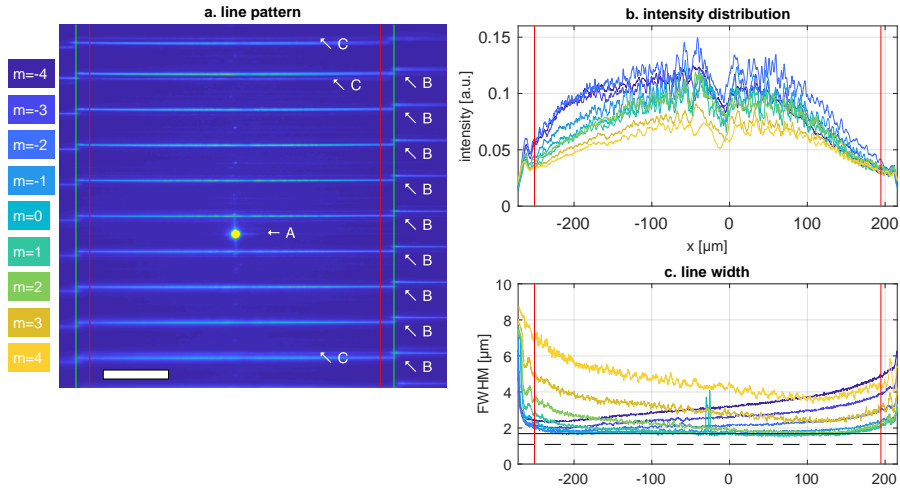 a. line pattern
m=-4
m=-3
m=-2
m=-1
m=0
m=1
m=2
m=3
m=4
↖ C
↖ C
↖ B
↖ B
↖ B
↖ B
↖ B
← A
↖ B
↖ B
↖ B
↖ C
↖ B
b. intensity distribution
intensity [a.u.]
0.15
0.1
0.05
0
-200
-100
0
100
200
x [μm]
c. line width
FWHM [μm]
10
8
6
4
2
0
-200
-100
0
100
200